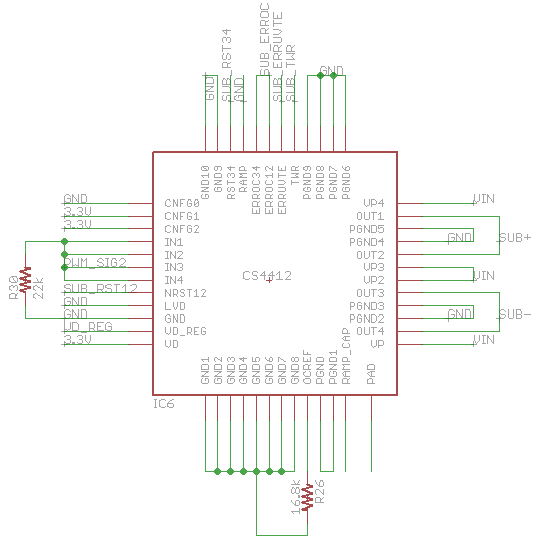 SUB_ERROC
SUB_RST34
SUB_ERRUVTE
SUB_TWR
GND
GND
GND
GND10
GND9
RST34
RAMP
ERROC34
ERROC12
ERRUVTE
TWR
PGND9
PGND8
PGND7
PGND6
GND CNFG0 VP4 VIN
3.3V CNFG1 OUT1
3.3V CNFG2 PGND5
IN1 PGND4 GND SUB+
IN2 OUT2
PWM_SIG2 IN3 VP3
IN4 VP2 VIN
CS4412
R30 22k
SUB_RST12 NRST12 OUT3
GND LVD PGND3
GND GND PGND2 GND SUB-
VD_REG VD_REG OUT4
3.3V VD VP VIN
GND1
GND2
GND3
GND4
GND5
GND6
GND7
GND8
OCREF
PGND
PGND1
RAMP_CAP
PAD
IC6
16.8k
R26